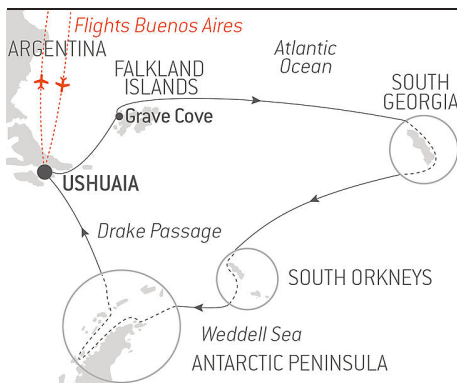 Flights Buenos Aires
ARGENTINA
Atlantic
Ocean
FALKLAND
ISLANDS
SOUTH
GEORGIA
Grave Cove
USHUAIA
Drake Passage
SOUTH ORKNEYS
Weddell Sea
ANTARCTIC PENINSULA